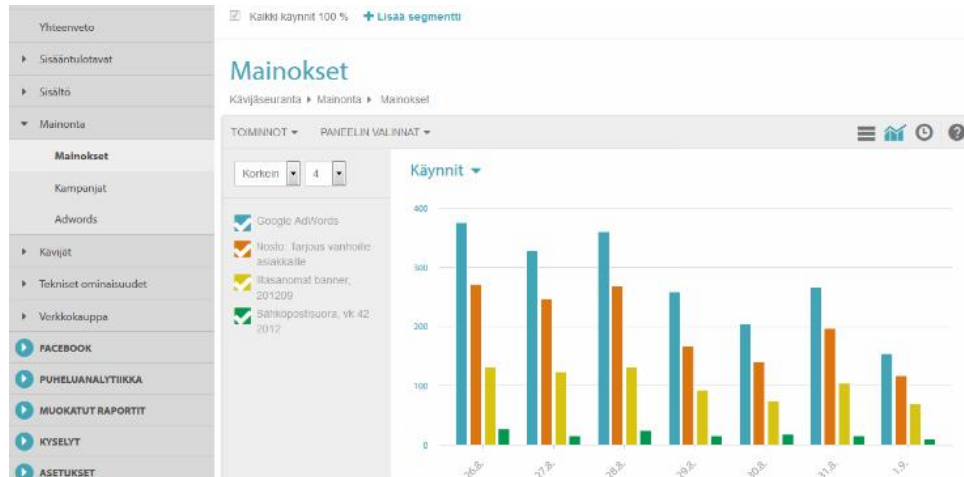 Yhteenveto
Sisääntulotavat
Sisältö
Mainonta
Mainokset
Kampanjat
Adwords
Kävijät
Tekniset ominaisuudet
Verkkokauppa
FACEBOOK
PUHELUANALYTIIKKA
MUOKATUT RAPORTIT
KYSELYT
ASETUKSET
Kaikki käynnit 100 % + Lisää segmentti
Mainokset
Kävijäseuranta Mainonta Mainokset
TOIMINNOT PANEELIN VALINNAT
?
Korkein 4
Google AdWords
Nosto: Tarjous vanhoille
asiakkaille
Iltasanomat banner,
201209
Sähköpostisuora, vk 42
2012
Käynnit
400
300
200
100
0
26.8. 27.8. 28.8. 29.8. 30.8. 31.8. 1.9.